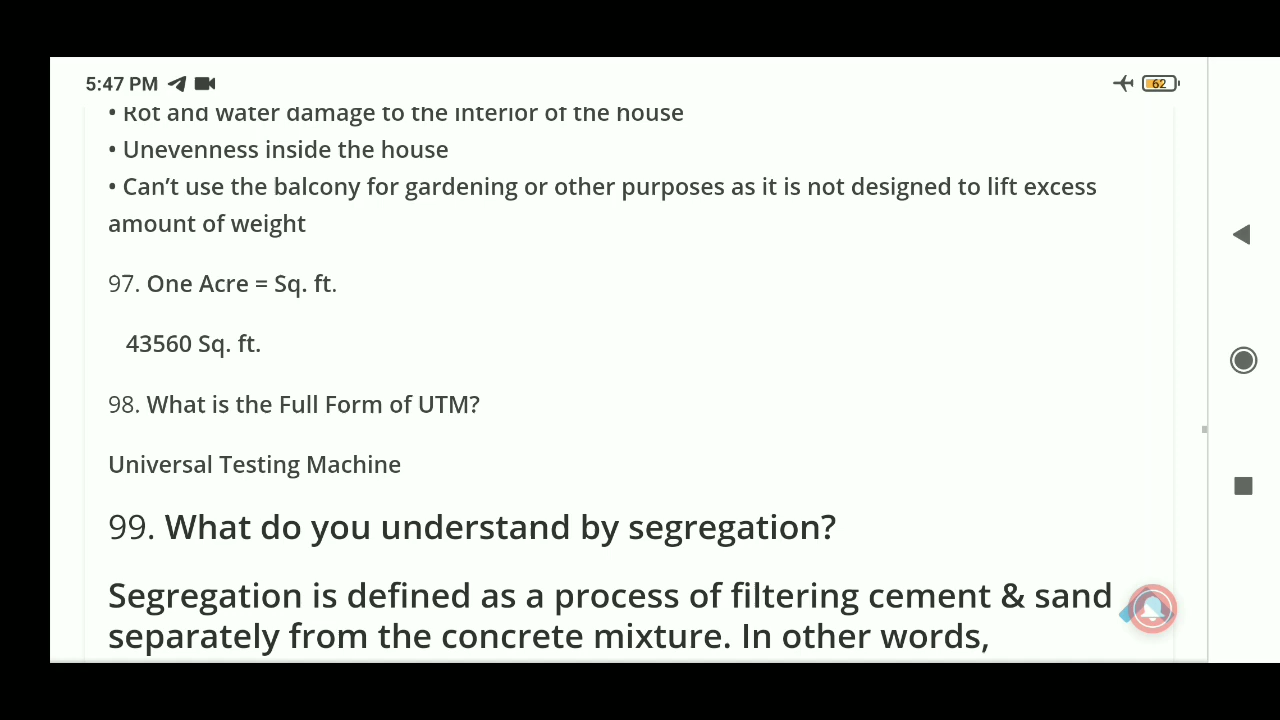 5:47 PM
62
• Rot and water damage to the interior of the house
• Unevenness inside the house
• Can’t use the balcony for gardening or other purposes as it is not designed to lift excess
amount of weight
97. One Acre = Sq. ft.
43560 Sq. ft.
98. What is the Full Form of UTM?
Universal Testing Machine
99. What do you understand by segregation?
Segregation is defined as a process of filtering cement & sand
separately from the concrete mixture. In other words,